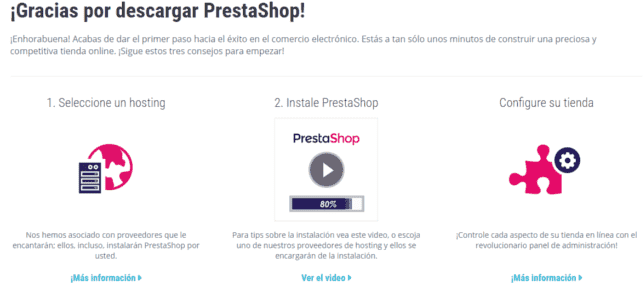 ¡Gracias por descargar PrestaShop!
¡Enhorabuena! Acabas de dar el primer paso hacia el éxito en el comercio electrónico. Estás a tan sólo unos minutos de construir una preciosa y
competitiva tienda online. ¡Sigue estos tres consejos para empezar!
1. Seleccione un hosting
Nos hemos asociado con proveedores que le
encantarán; ellos, incluso, instalarán PrestaShop por
usted.
¡Más información
2. Instale PrestaShop
PrestaShop
80%
Para tips sobre la instalación vea este video, o escoja
uno de nuestros proveedores de hosting y ellos se
encargarán de la instalación.
Ver el video
Configure su tienda
¡Controle cada aspecto de su tienda en línea con el
revolucionario panel de administración!
¡Más información